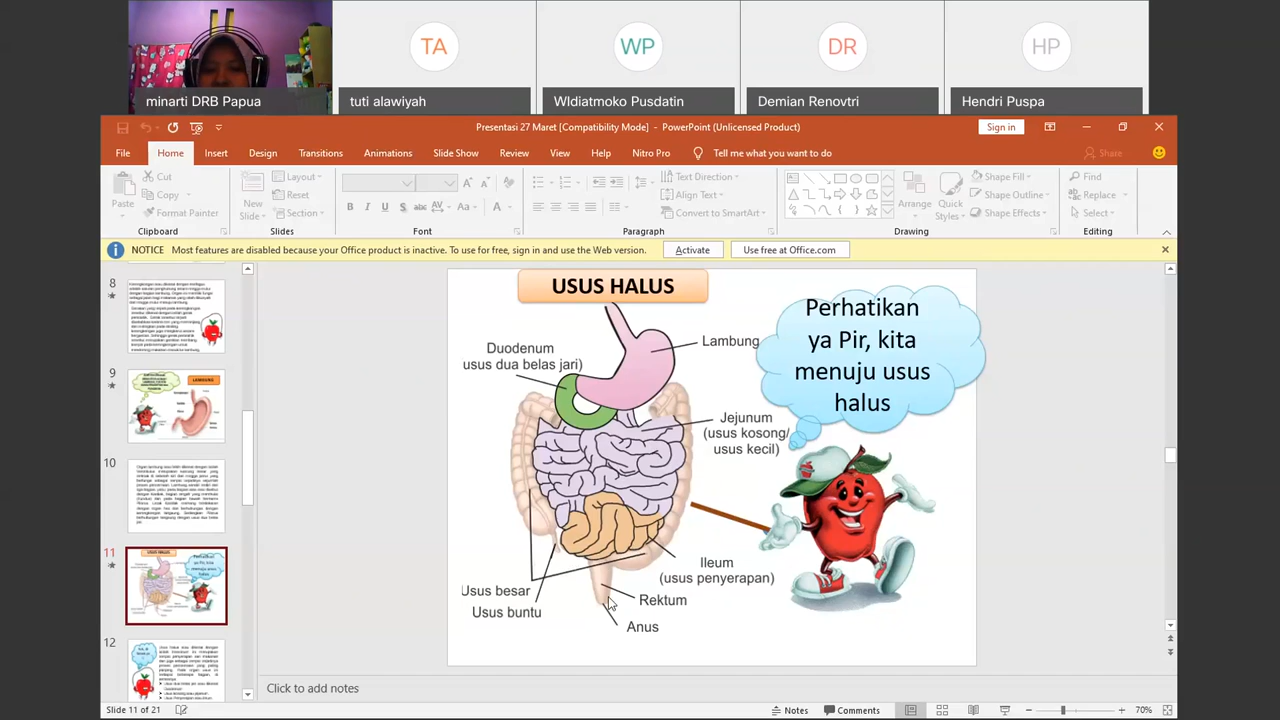 TA
WP
DR
HP
minarti DRB Papua
tuti alawiyah
WIdiatmoko Pusdatin
Demian Renovtri
Hendri Puspa
Presentasi 27 Maret [Compatibility Mode] - PowerPoint (Unlicensed Product)
Sign in
File Home Insert Design Transitions Animations Slide Show Review View Help Nitro Pro Tell me what you want to do Share
Paste
Cut
Copy
Format Painter
New Slide
Layout
Reset
Section
B I U S abc AV Aa A
Text Direction
Align Text
Convert to SmartArt
Arrange
Quick Styles
Shape Fill
Shape Outline
Shape Effects
Find
Replace
Select
Clipboard Slides Font Paragraph Drawing Editing
NOTICE Most features are disabled because your Office product is inactive. To use for free, sign in and use the Web version. Activate Use free at Office.com
8
9
LAMBUNG
10
11
USUS HALUS
12
USUS HALUS
Perhatikan
ya Pir, kita
menuju usus
halus
Lambung
Duodenum
usus dua belas jari)
Jejunum
(usus kosong/
usus kecil)
Ileum
(usus penyerapan)
Usus besar
Usus buntu
Rektum
Anus
Click to add notes
Slide 11 of 21
Notes
Comments
70%